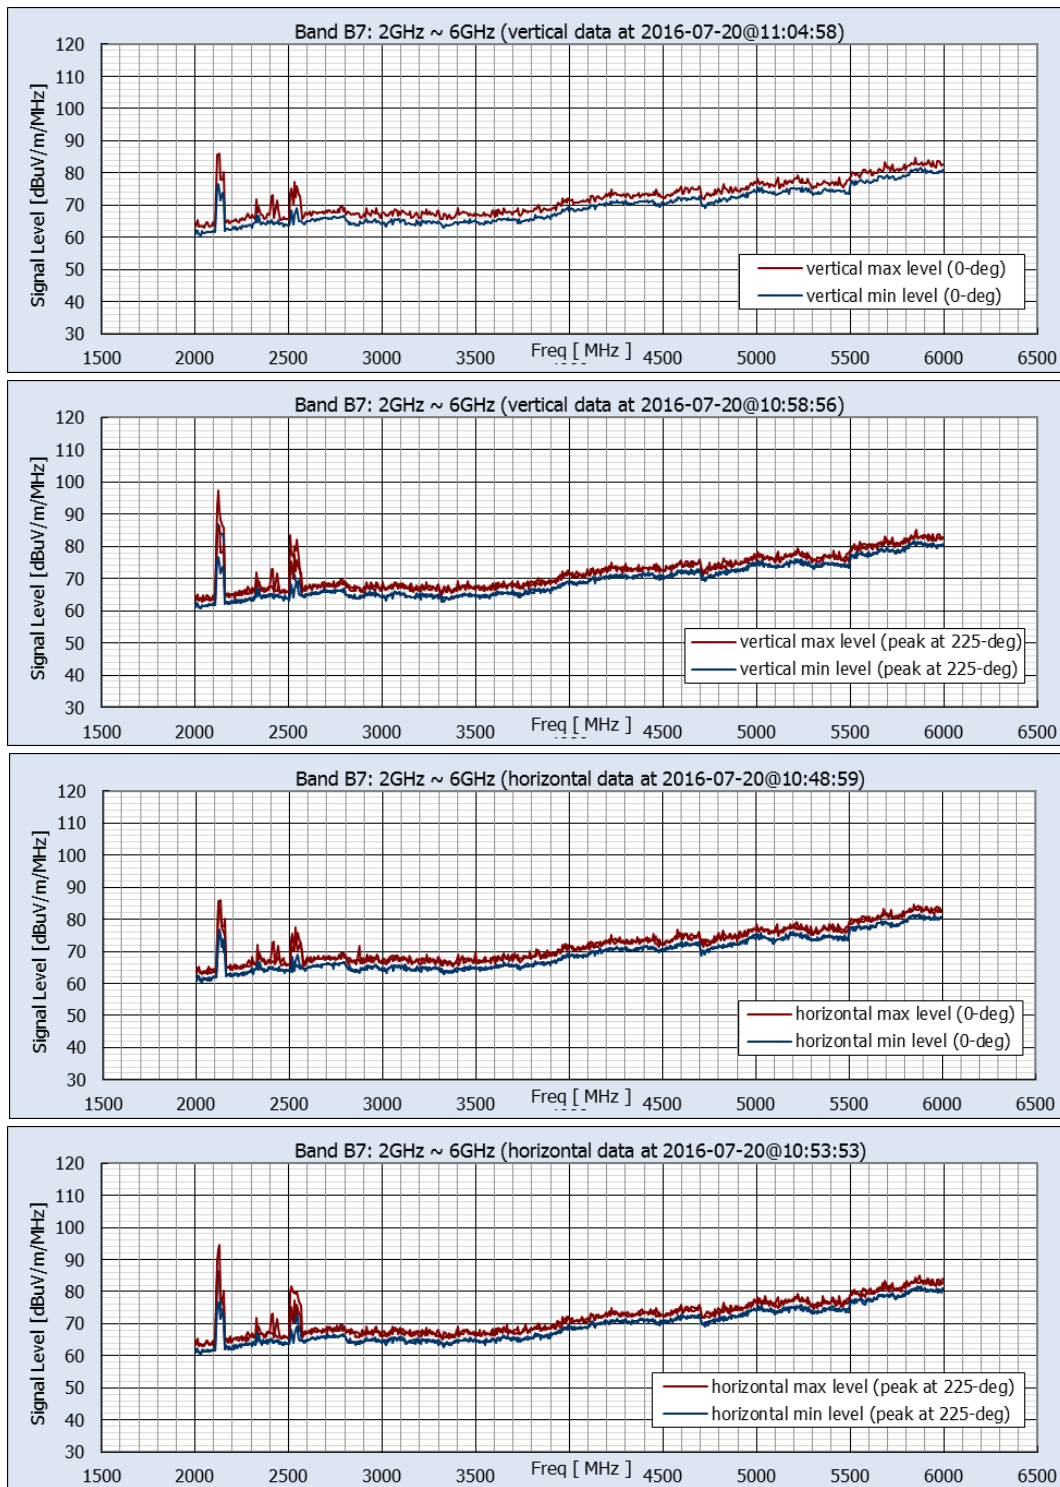 Band B7: 2GHz ~ 6GHz (vertical data at 2016-07-20@11:04:58)
120
110
100
90
80
70
60
50
40
30
Signal Level [dBuV/m/MHz]
vertical max level (0-deg)
vertical min level (0-deg)
1500 2000 2500 3000 3500 4500 5000 5500 6000 6500
Freq [ MHz ]
Band B7: 2GHz ~ 6GHz (vertical data at 2016-07-20@10:58:56)
120
110
100
90
80
70
60
50
40
30
Signal Level [dBuV/m/MHz]
vertical max level (peak at 225-deg)
vertical min level (peak at 225-deg)
1500 2000 2500 3000 3500 4500 5000 5500 6000 6500
Freq [ MHz ]
Band B7: 2GHz ~ 6GHz (horizontal data at 2016-07-20@10:48:59)
120
110
100
90
80
70
60
50
40
30
Signal Level [dBuV/m/MHz]
horizontal max level (0-deg)
horizontal min level (0-deg)
1500 2000 2500 3000 3500 4500 5000 5500 6000 6500
Freq [ MHz ]
Band B7: 2GHz ~ 6GHz (horizontal data at 2016-07-20@10:53:53)
120
110
100
90
80
70
60
50
40
30
Signal Level [dBuV/m/MHz]
horizontal max level (peak at 225-deg)
horizontal min level (peak at 225-deg)
1500 2000 2500 3000 3500 4500 5000 5500 6000 6500
Freq [ MHz ]